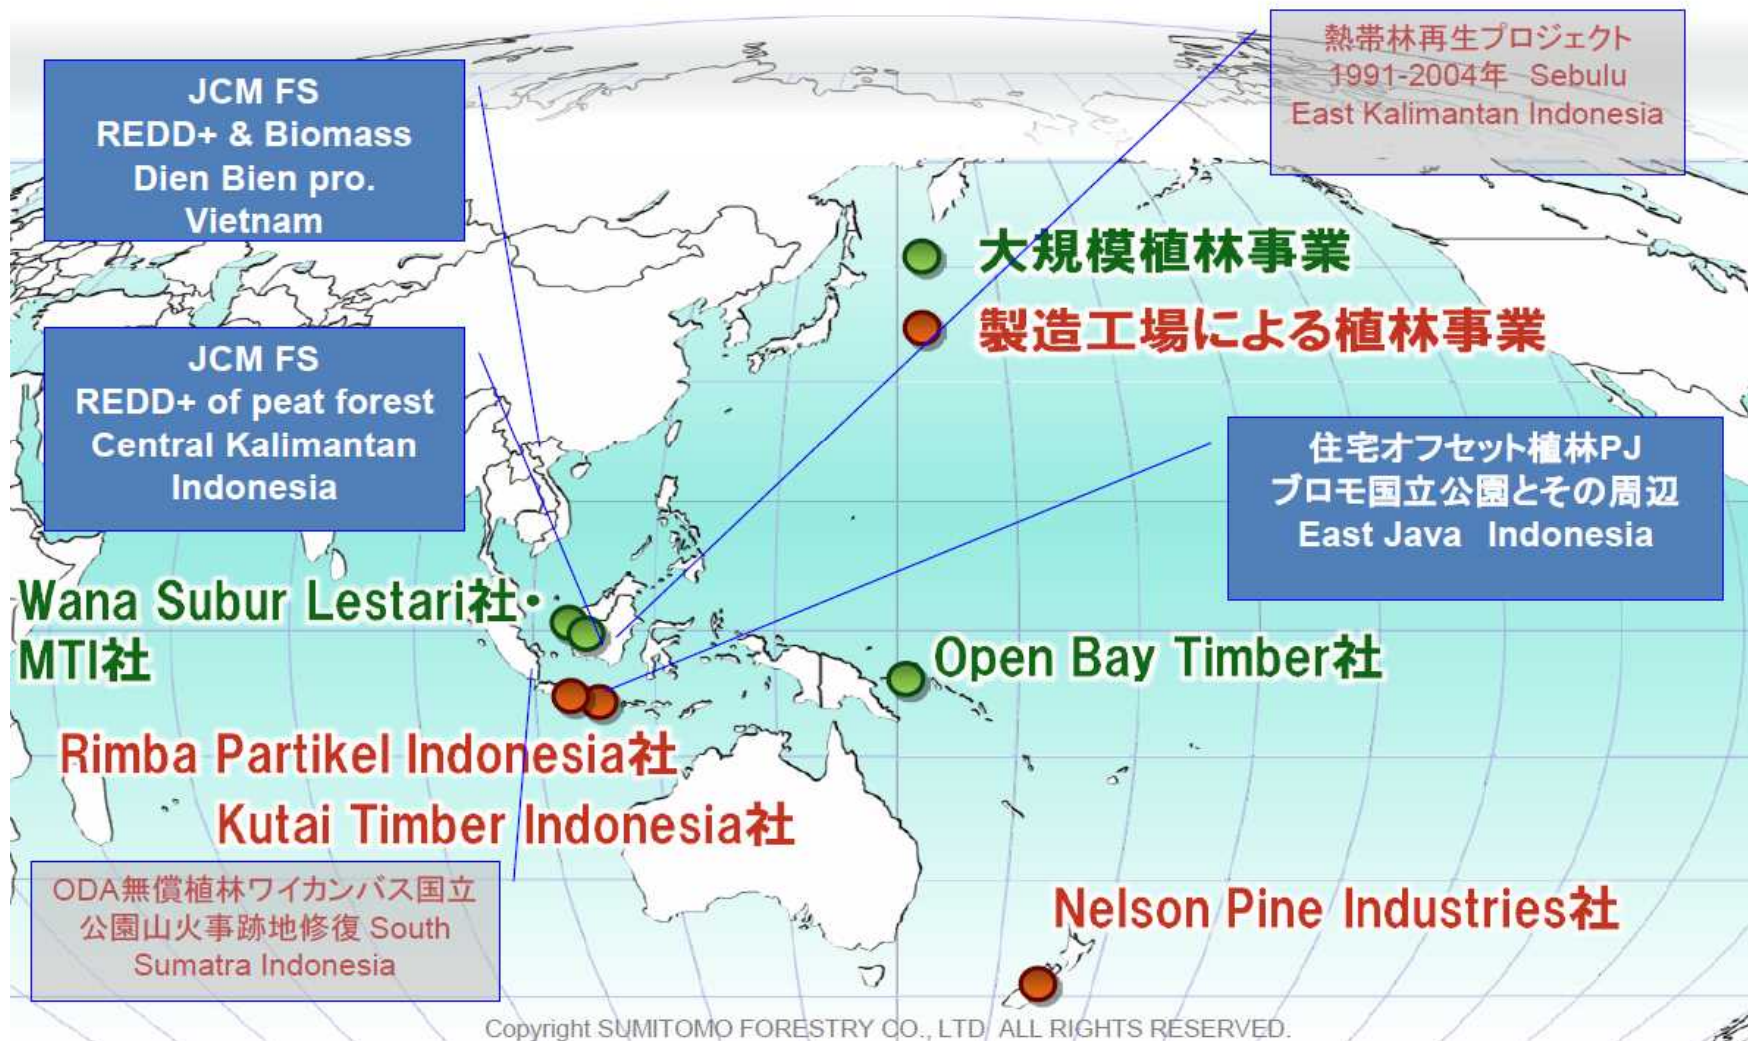 JCM FS
REDD+ & Biomass
Dien Bien pro.
Vietnam
熱帯林再生プロジェクト
1991-2004年 Sebulu
East Kalimantan Indonesia
大規模植林事業
製造工場による植林事業
JCM FS
REDD+ of peat forest
Central Kalimantan
Indonesia
住宅オフセット植林PJ
ブロモ国立公園とその周辺
East Java Indonesia
Wana Subur Lestari社・
MTI社
Open Bay Timber社
Rimba Partikel Indonesia社
Kutai Timber Indonesia社
ODA無償植林ワイカンバス国立
公園山火事跡地修復 South
Sumatra Indonesia
Nelson Pine Industries社
Copyright SUMITOMO FORESTRY CO., LTD ALL RIGHTS RESERVED.